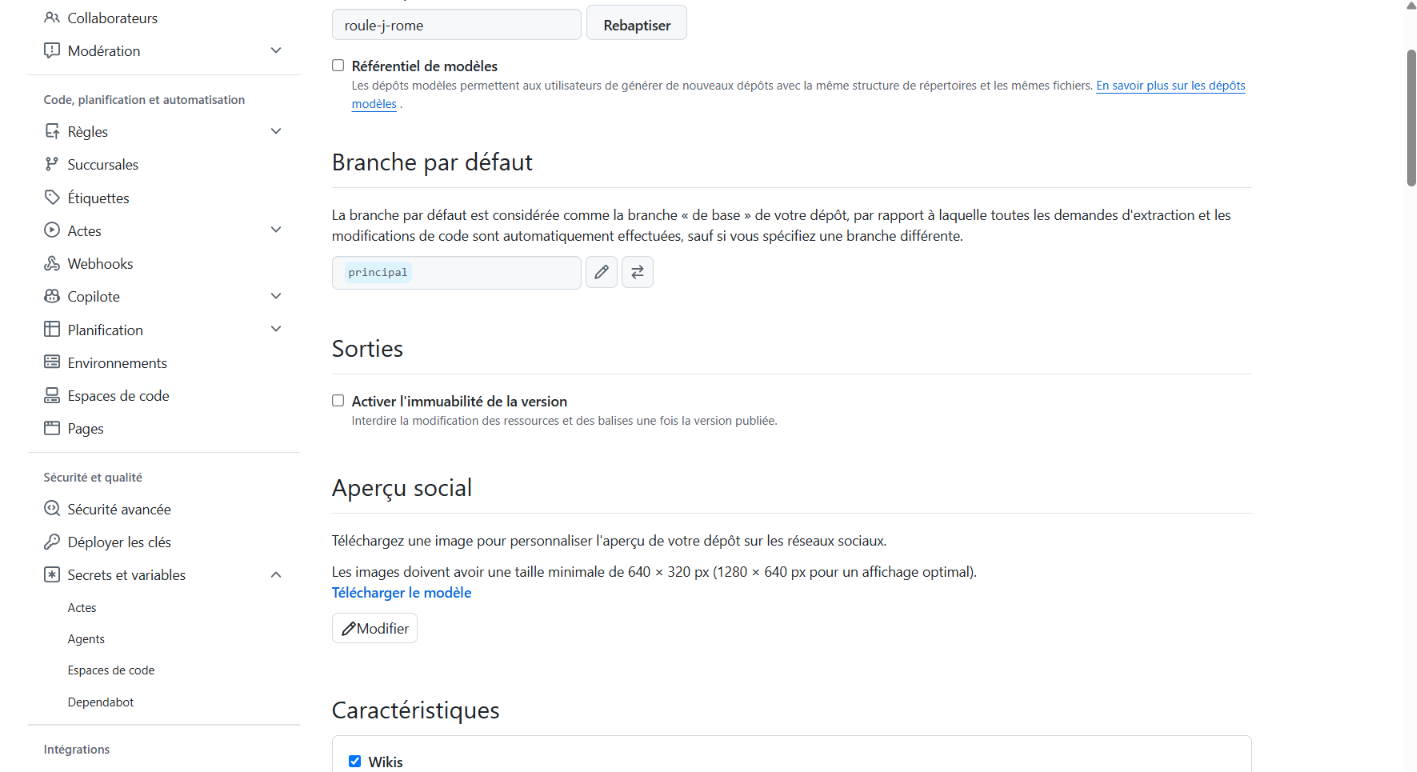 Collaborateurs
Modération
Code, planification et automatisation
Règles
Succursales
Étiquettes
Actes
Webhooks
Copilote
Planification
Environnements
Espaces de code
Pages
Sécurité et qualité
Sécurité avancée
Déployer les clés
Secrets et variables
Actes
Agents
Espaces de code
Dependabot
Intégrations
roule-j-rome
Rebaptiser
Référentiel de modèles
Les dépôts modèles permettent aux utilisateurs de générer de nouveaux dépôts avec la même structure de répertoires et les mêmes fichiers. En savoir plus sur les dépôts
modèles .
Branche par défaut
La branche par défaut est considérée comme la branche « de base » de votre dépôt, par rapport à laquelle toutes les demandes d'extraction et les
modifications de code sont automatiquement effectuées, sauf si vous spécifiez une branche différente.
principal
Sorties
Activer l'immuabilité de la version
Interdire la modification des ressources et des balises une fois la version publiée.
Aperçu social
Téléchargez une image pour personnaliser l'aperçu de votre dépôt sur les réseaux sociaux.
Les images doivent avoir une taille minimale de 640 × 320 px (1280 × 640 px pour un affichage optimal).
Télécharger le modèle
Modifier
Caractéristiques
Wikis